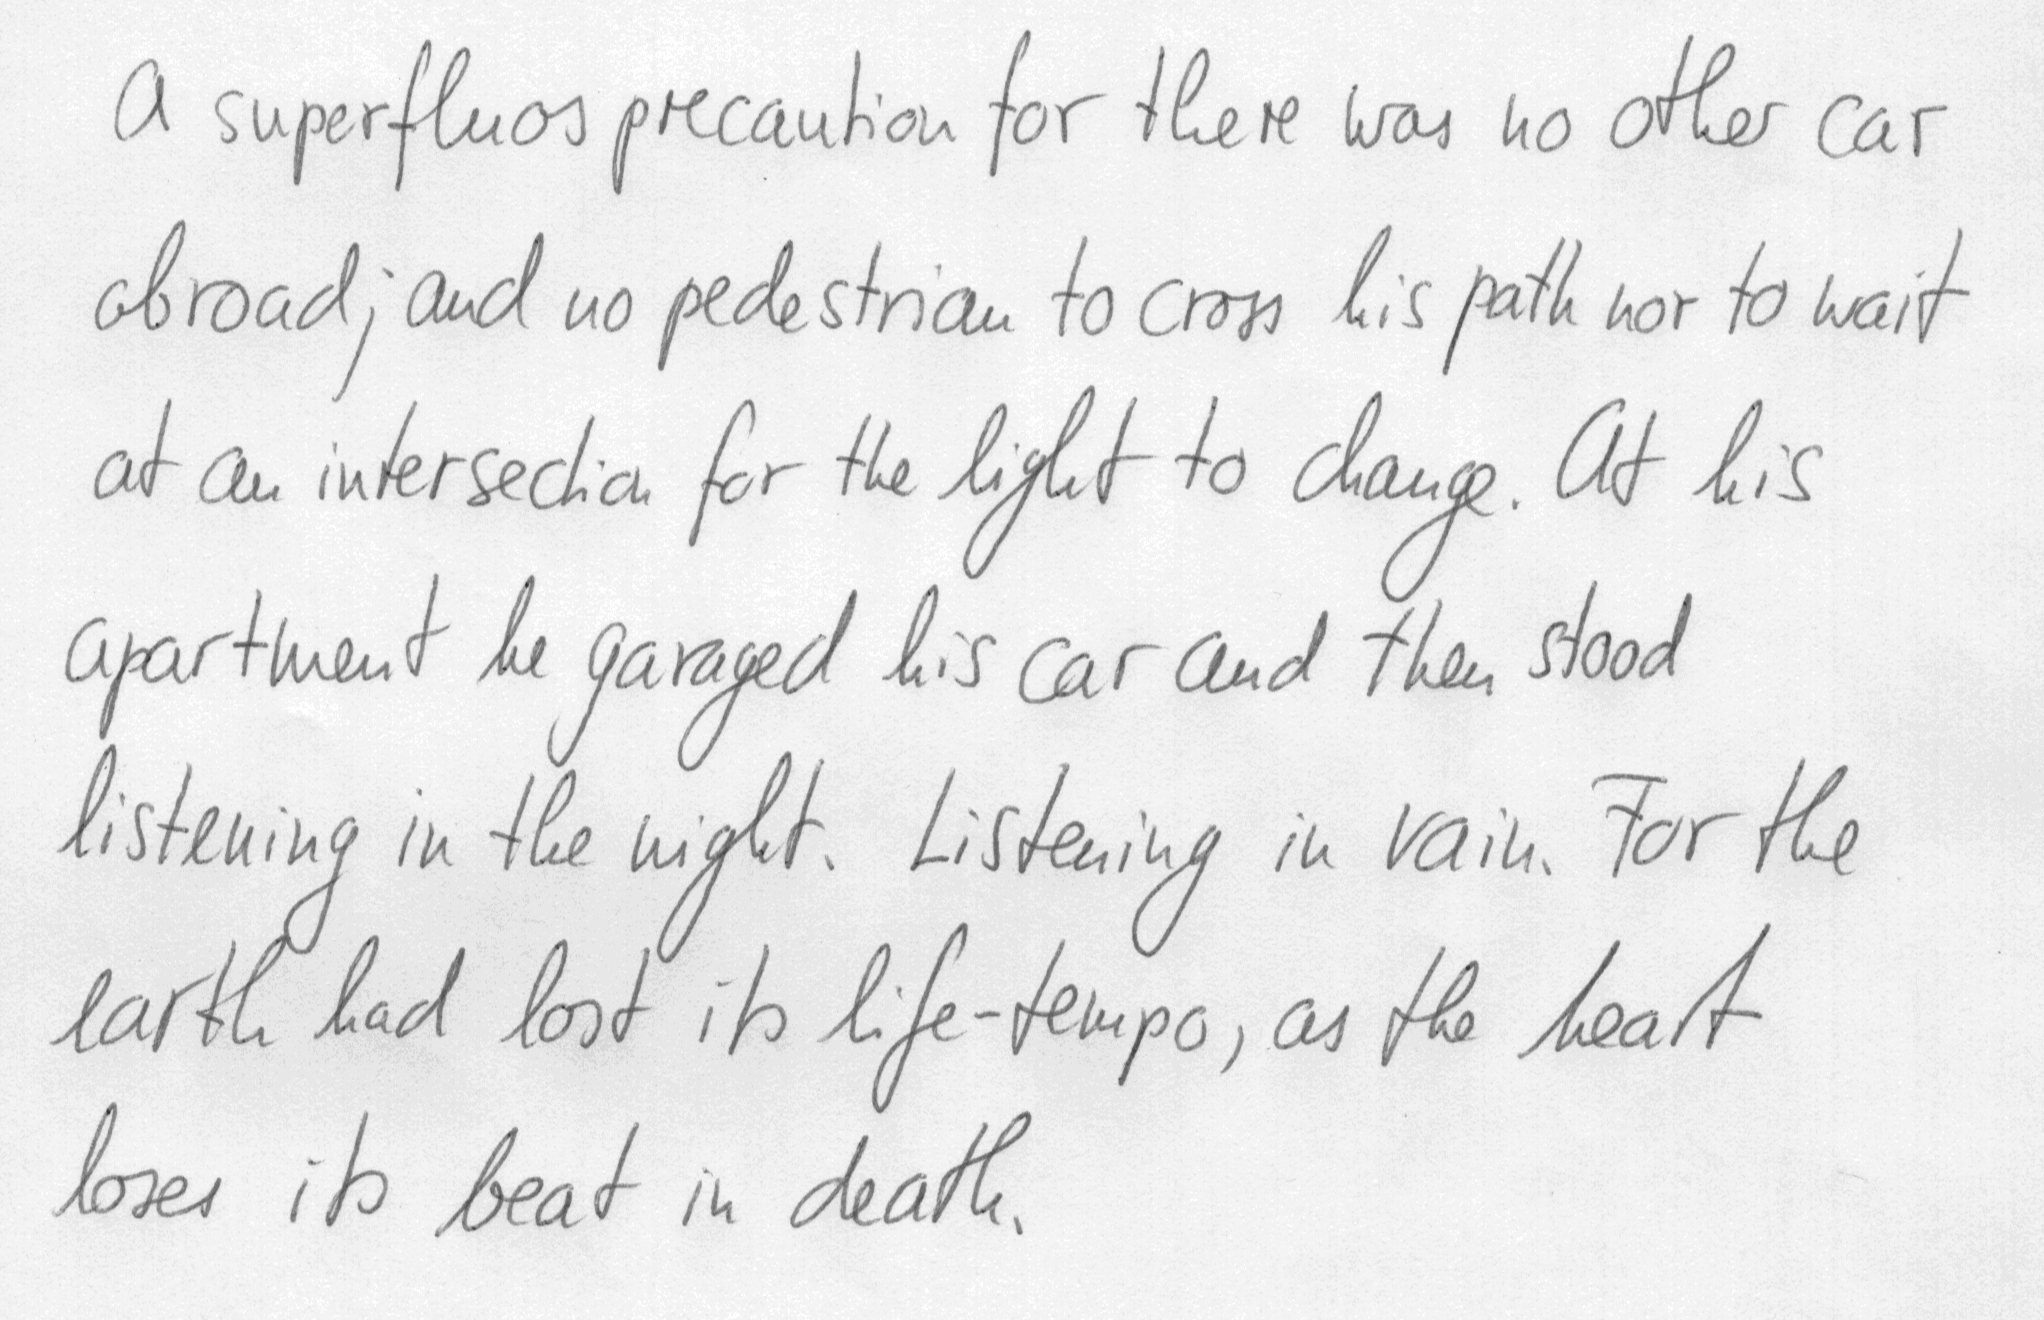 A superfluos precaution for there was no other car
abroad; and no pedestrian to cross his path nor to wait
at an intersection for the light to change. At his
apartment he garaged his car and then stood
listening in the night. Listening in vain. For the
earth had lost its life-tempo, as the heart
loses its beat in death.